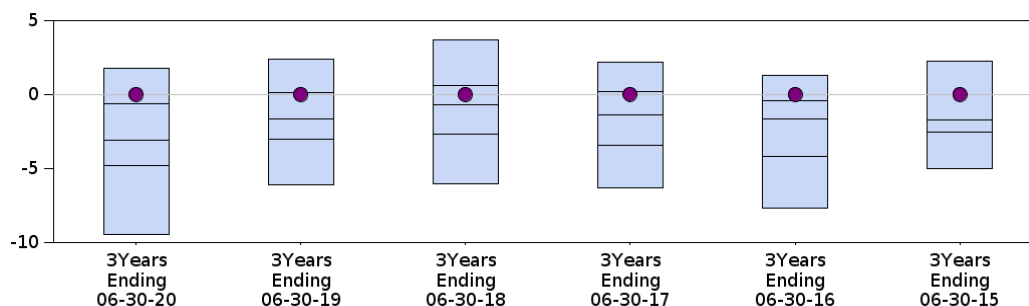 5
0
-5
-10
3Years
Ending
06-30-20
3Years
Ending
06-30-19
3Years
Ending
06-30-18
3Years
Ending
06-30-17
3Years
Ending
06-30-16
3Years
Ending
06-30-15